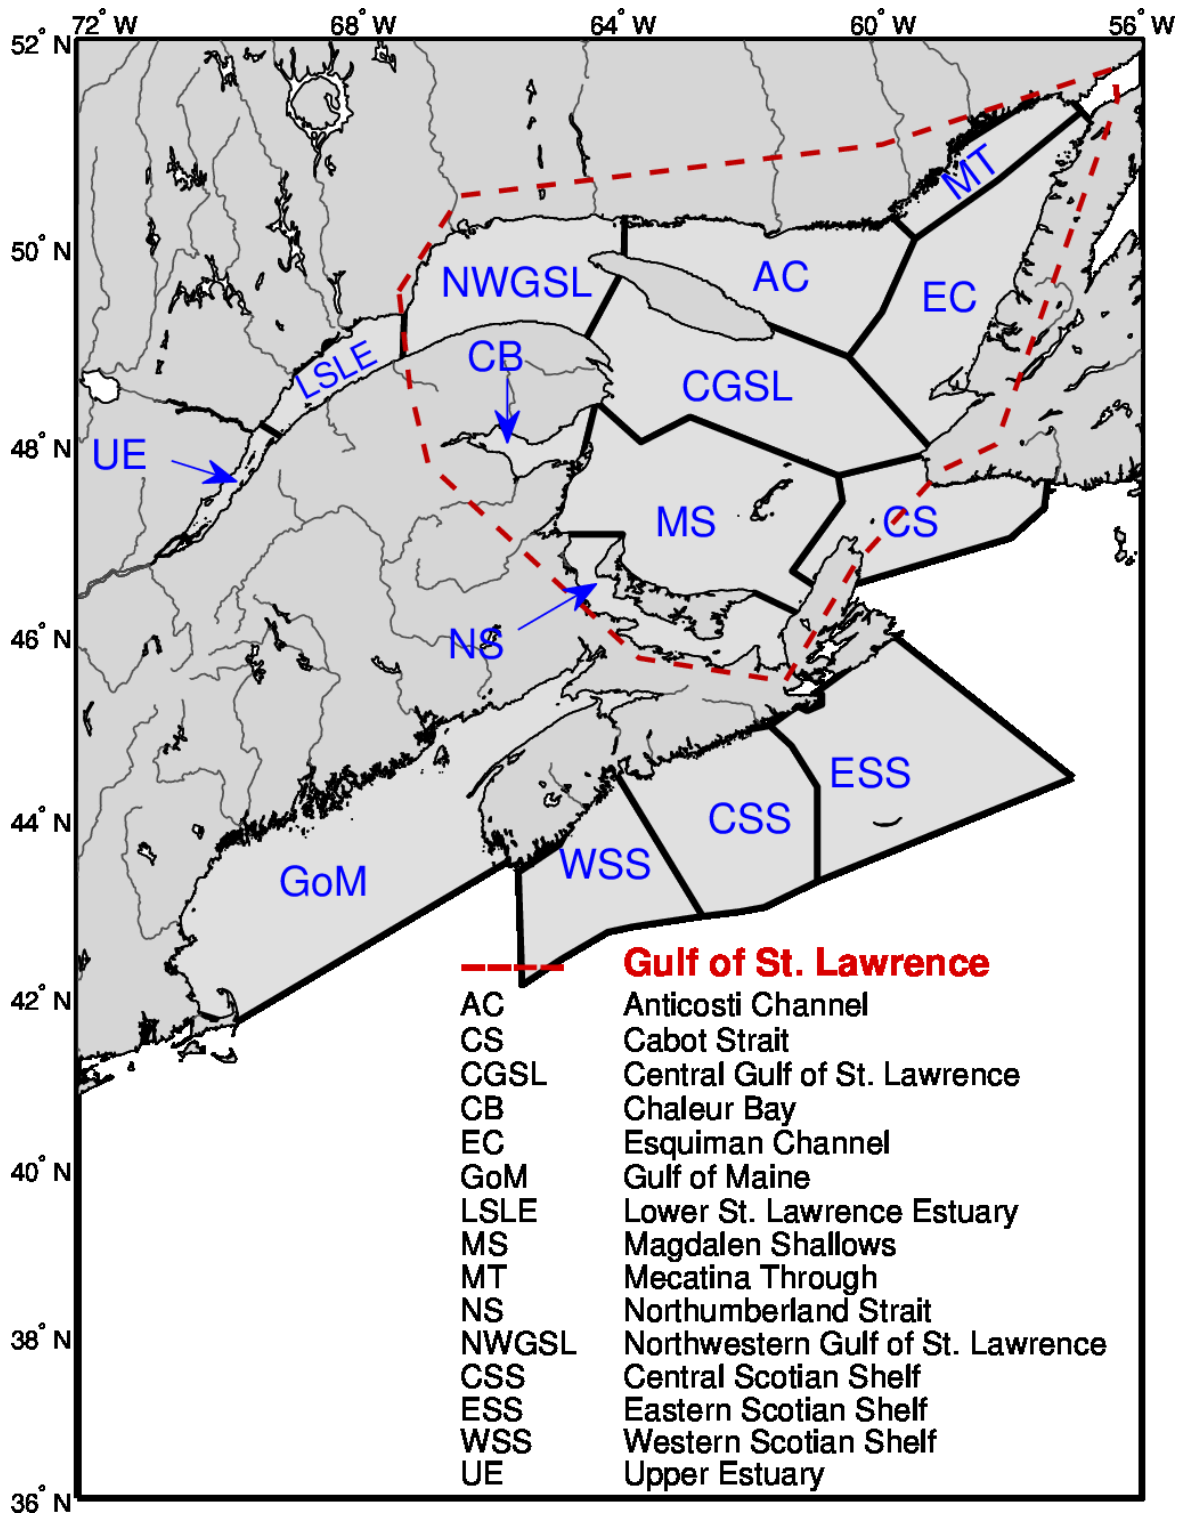 72° W 68° W 64° W 60° W 56° W
52° N
50° N
48° N
46° N
44° N
42° N
40° N
38° N
36° N
MT
NWGSL
AC
EC
CB
LSLE
CGSL
UE
MS
CS
NS
ESS
CSS
WSS
GoM
Gulf of St. Lawrence
AC Anticosti Channel
CS Cabot Strait
CGSL Central Gulf of St. Lawrence
CB Chaleur Bay
EC Esquiman Channel
GoM Gulf of Maine
LSLE Lower St. Lawrence Estuary
MS Magdalen Shallows
MT Mecatina Through
NS Northumberland Strait
NWGSL Northwestern Gulf of St. Lawrence
CSS Central Scotian Shelf
ESS Eastern Scotian Shelf
WSS Western Scotian Shelf
UE Upper Estuary